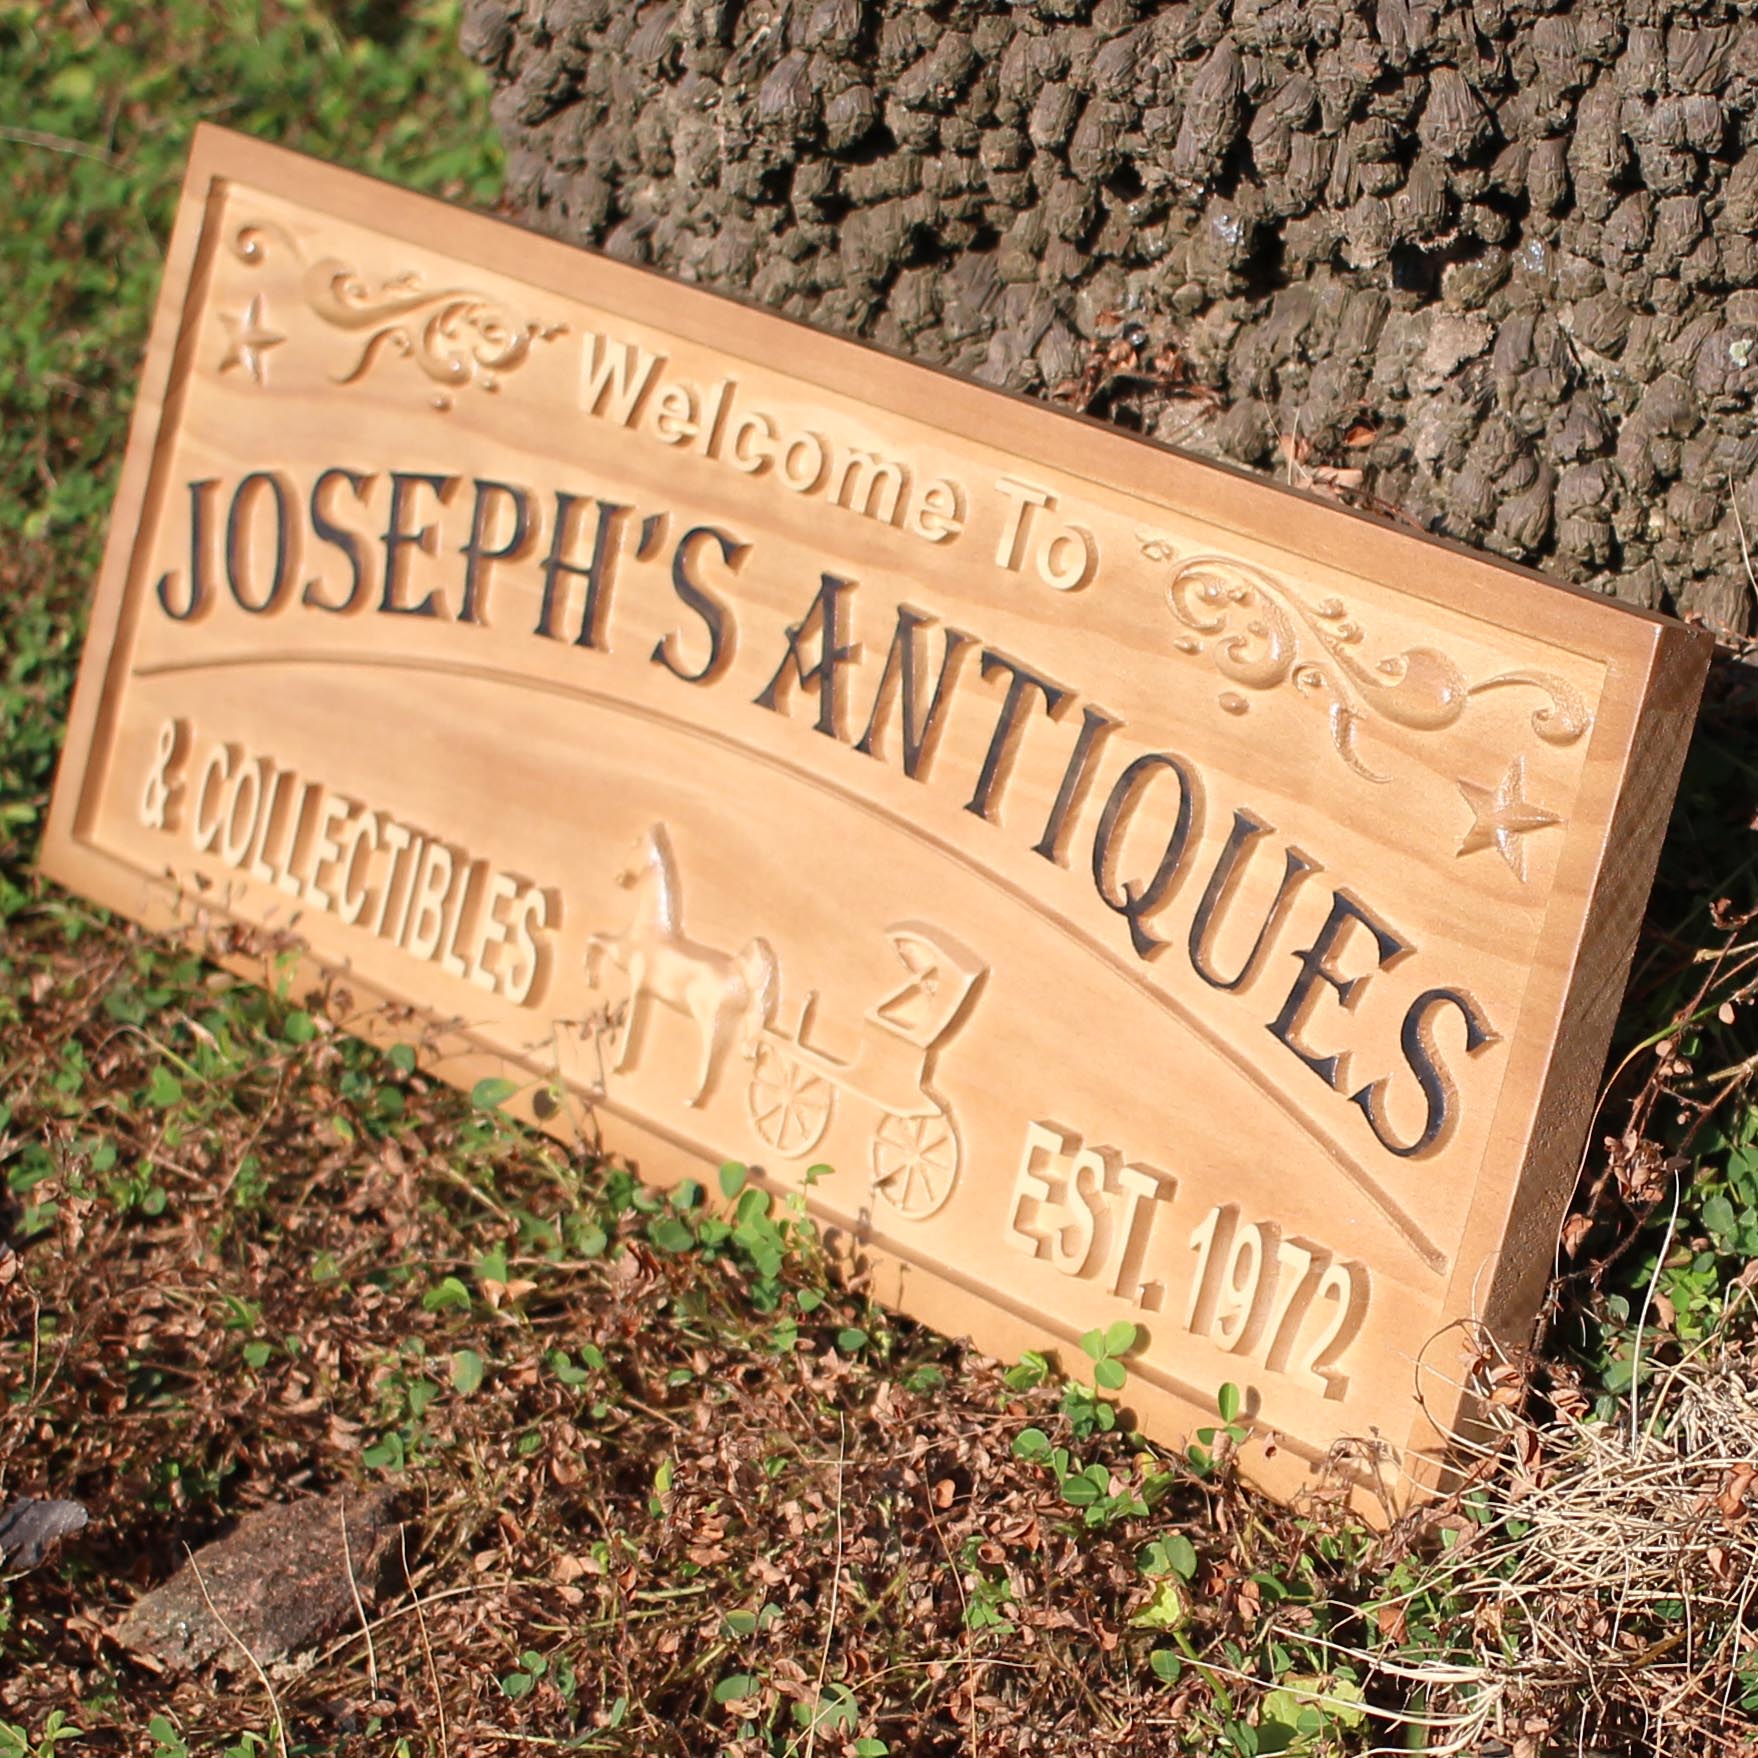 Welcome To
JOSEPH'S ANTIQUES
& COLLECTIBLES
EST. 1972